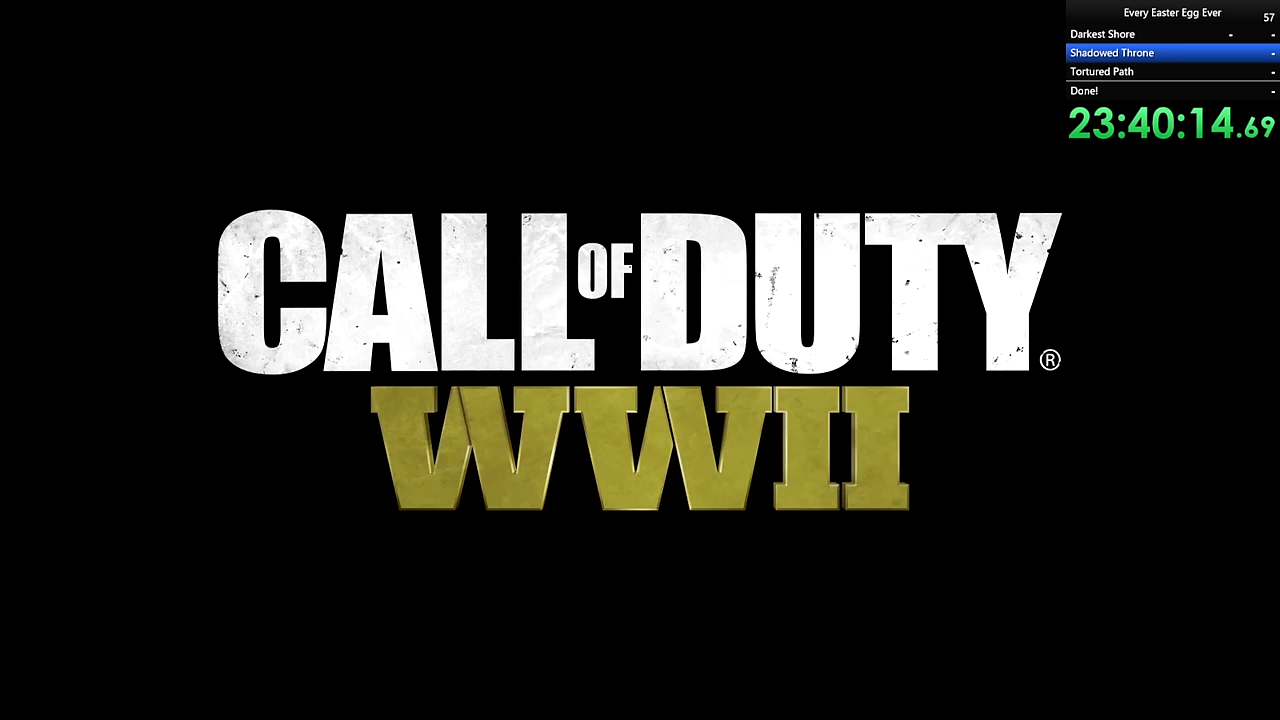 Every Easter Egg Ever 57
Darkest Shore - -
Shadowed Throne -
Tortured Path -
Done! -
23:40:14.69
CALL OF DUTY ®
WWII